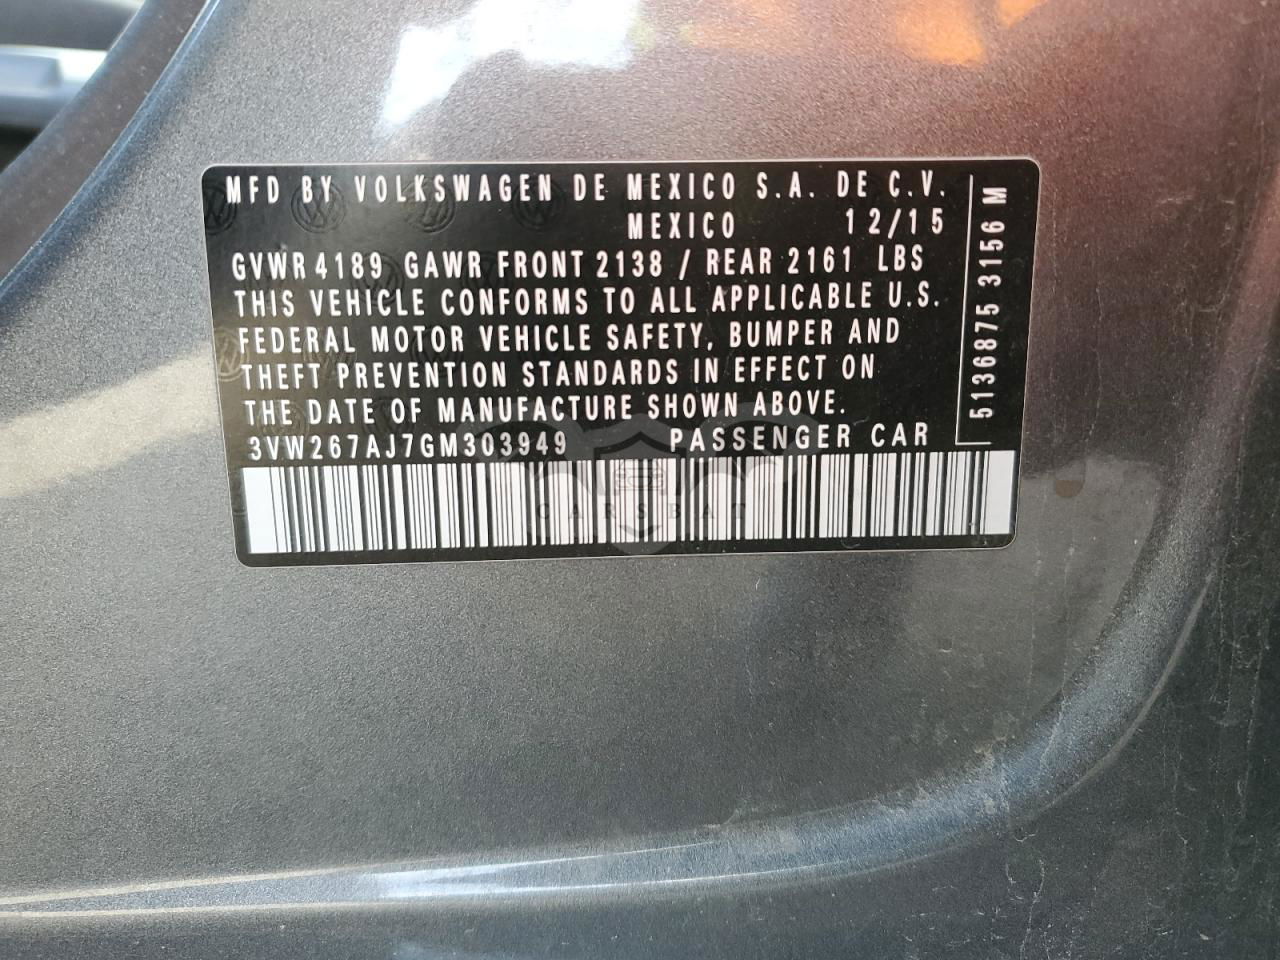 MFD BY VOLKSWAGEN DE MEXICO S.A. DE C.V.
MEXICO 12/15
GVWR 4189 GAWR FRONT 2138 / REAR 2161 LBS
THIS VEHICLE CONFORMS TO ALL APPLICABLE U.S.
FEDERAL MOTOR VEHICLE SAFETY, BUMPER AND
THEFT PREVENTION STANDARDS IN EFFECT ON
THE DATE OF MANUFACTURE SHOWN ABOVE.
3VW267AJ7GM303949 PASSENGER CAR
5136875 3156 M
CARSBAT